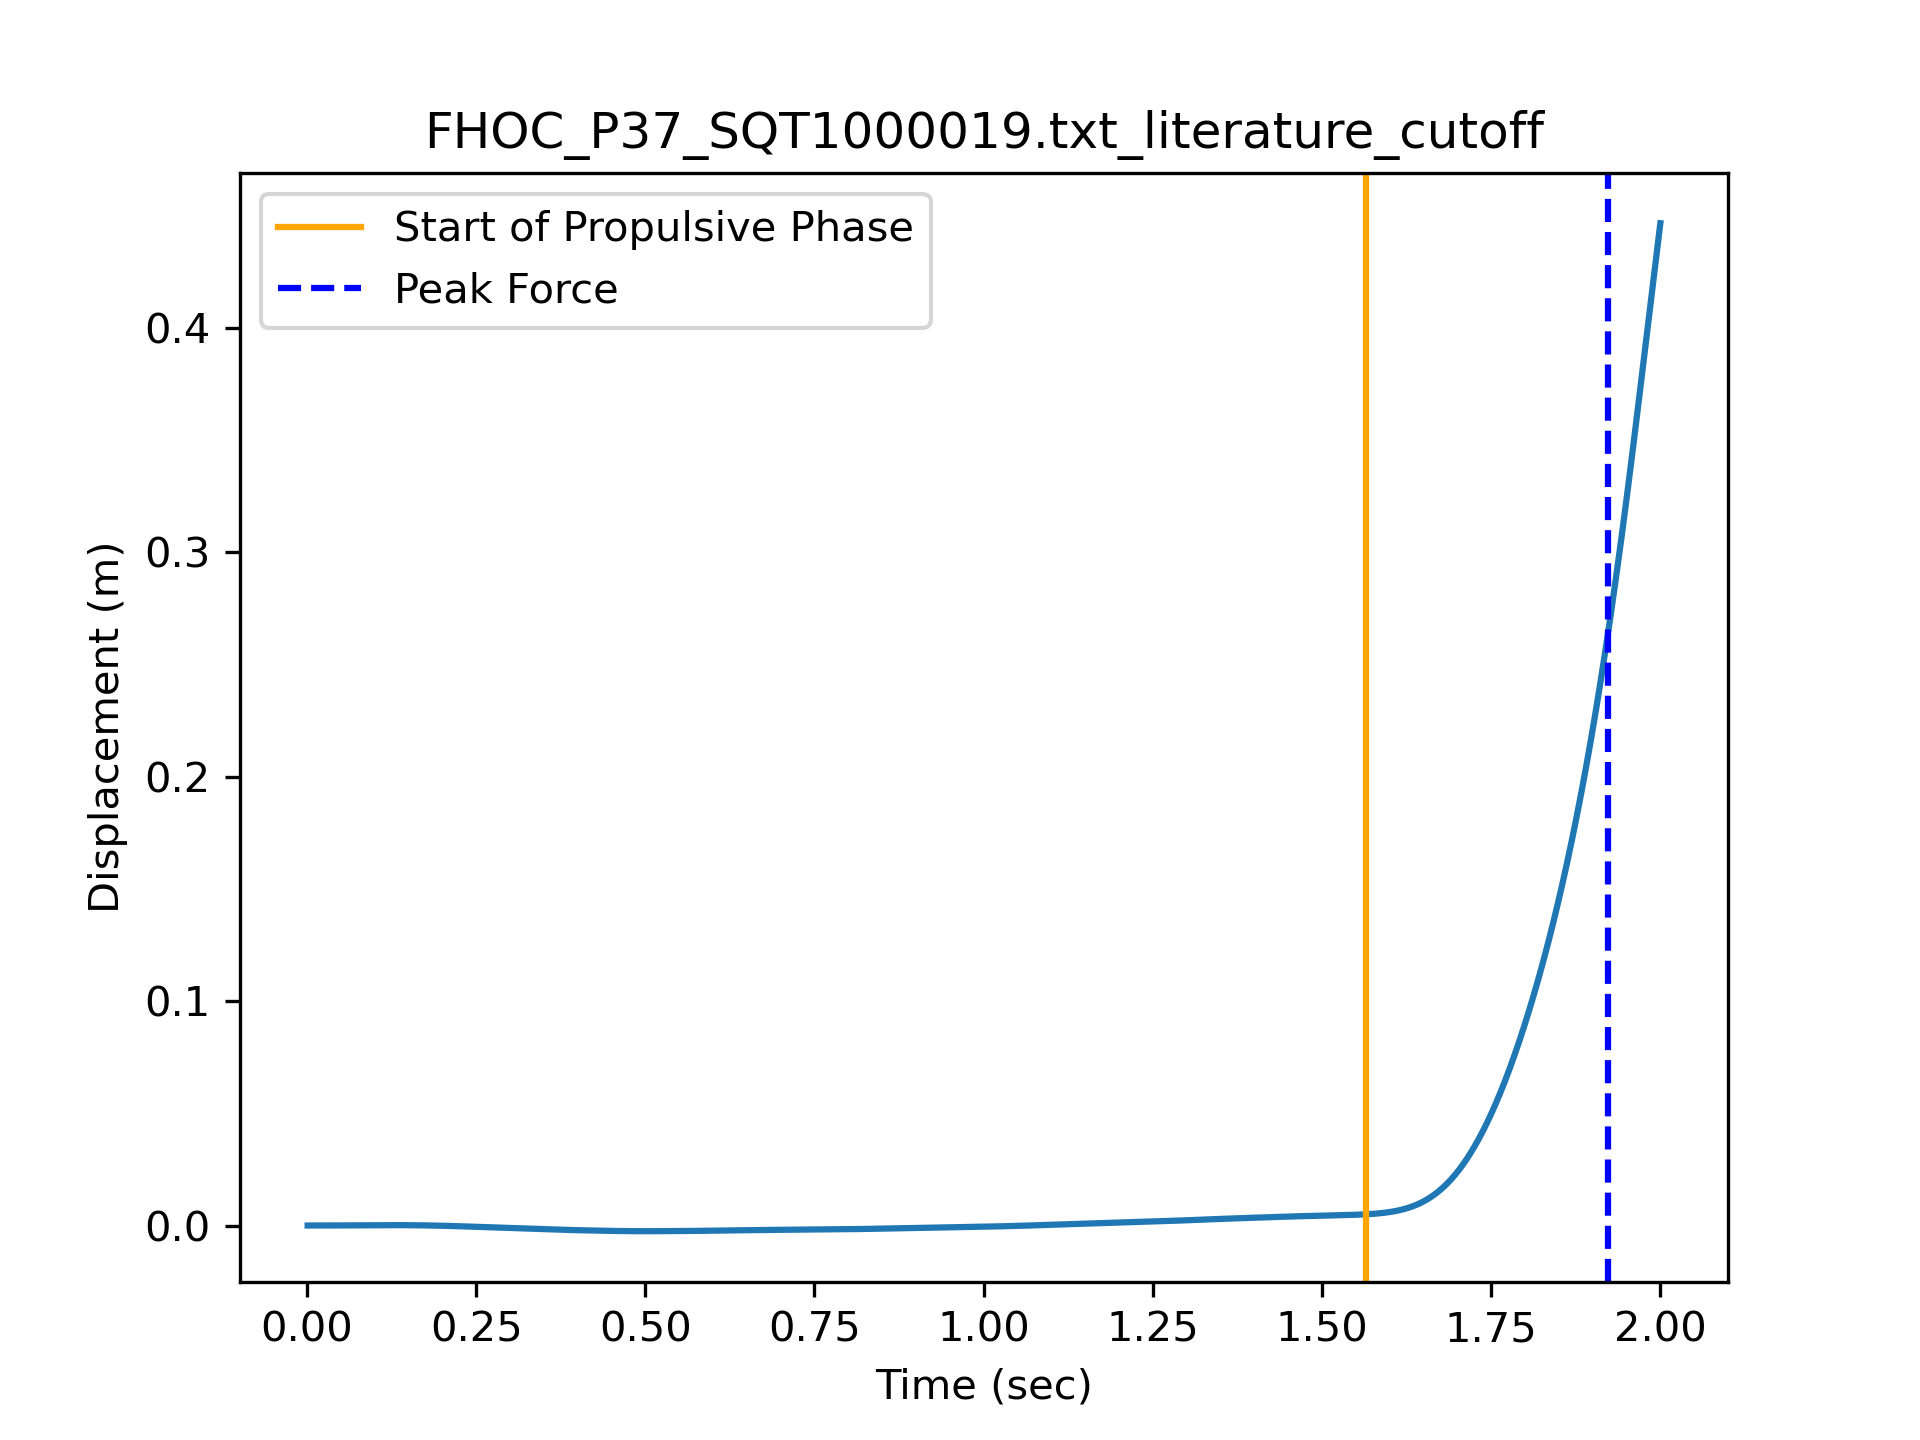 FHOC_P37_SQT1000019.txt_literature_cutoff
Start of Propulsive Phase
Peak Force
0.4
0.3
0.2
0.1
0.0
Displacement (m)
0.00 0.25 0.50 0.75 1.00 1.25 1.50 1.75 2.00
Time (sec)